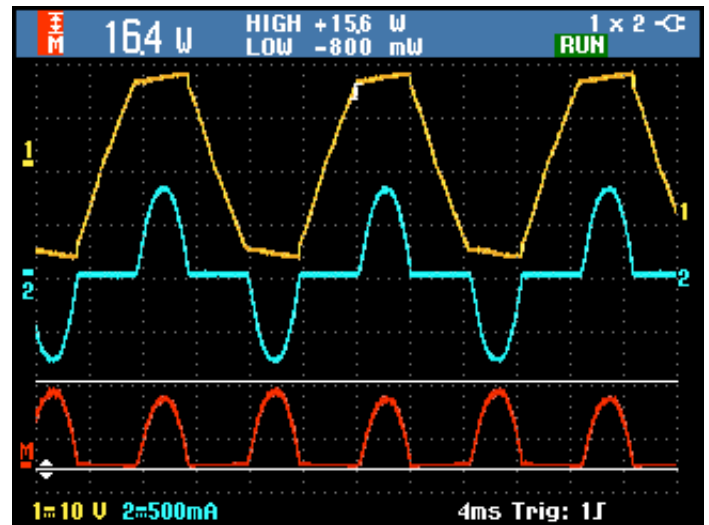 M 16.4 W HIGH +15.6 W 1 x 2
LOW -800 mW RUN
1
1
2
2
M
1=10 V 2=500mA 4ms Trig: 1